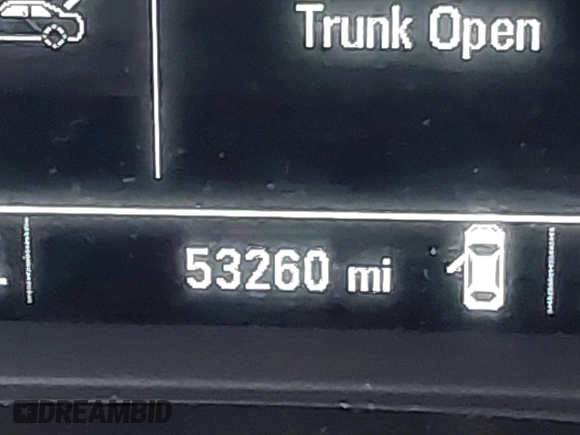 Trunk Open
53260 mi
DREAMBID